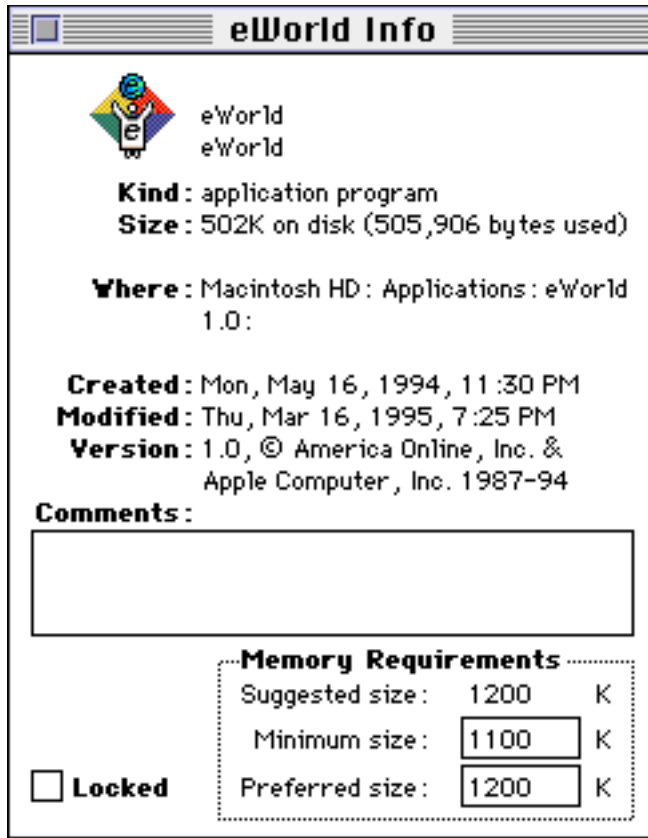 eWorld Info
e
e
eWorld
eWorld
Kind: application program
Size: 502K on disk (505,906 bytes used)
Where: Macintosh HD: Applications: eWorld
1.0:
Created: Mon, May 16, 1994, 11:30 PM
Modified: Thu, Mar 16, 1995, 7:25 PM
Version: 1.0, © America Online, Inc. &
Apple Computer, Inc. 1987-94
Comments:
Memory Requirements
Suggested size: 1200 K
Minimum size: 1100 K
Locked
Preferred size: 1200 K